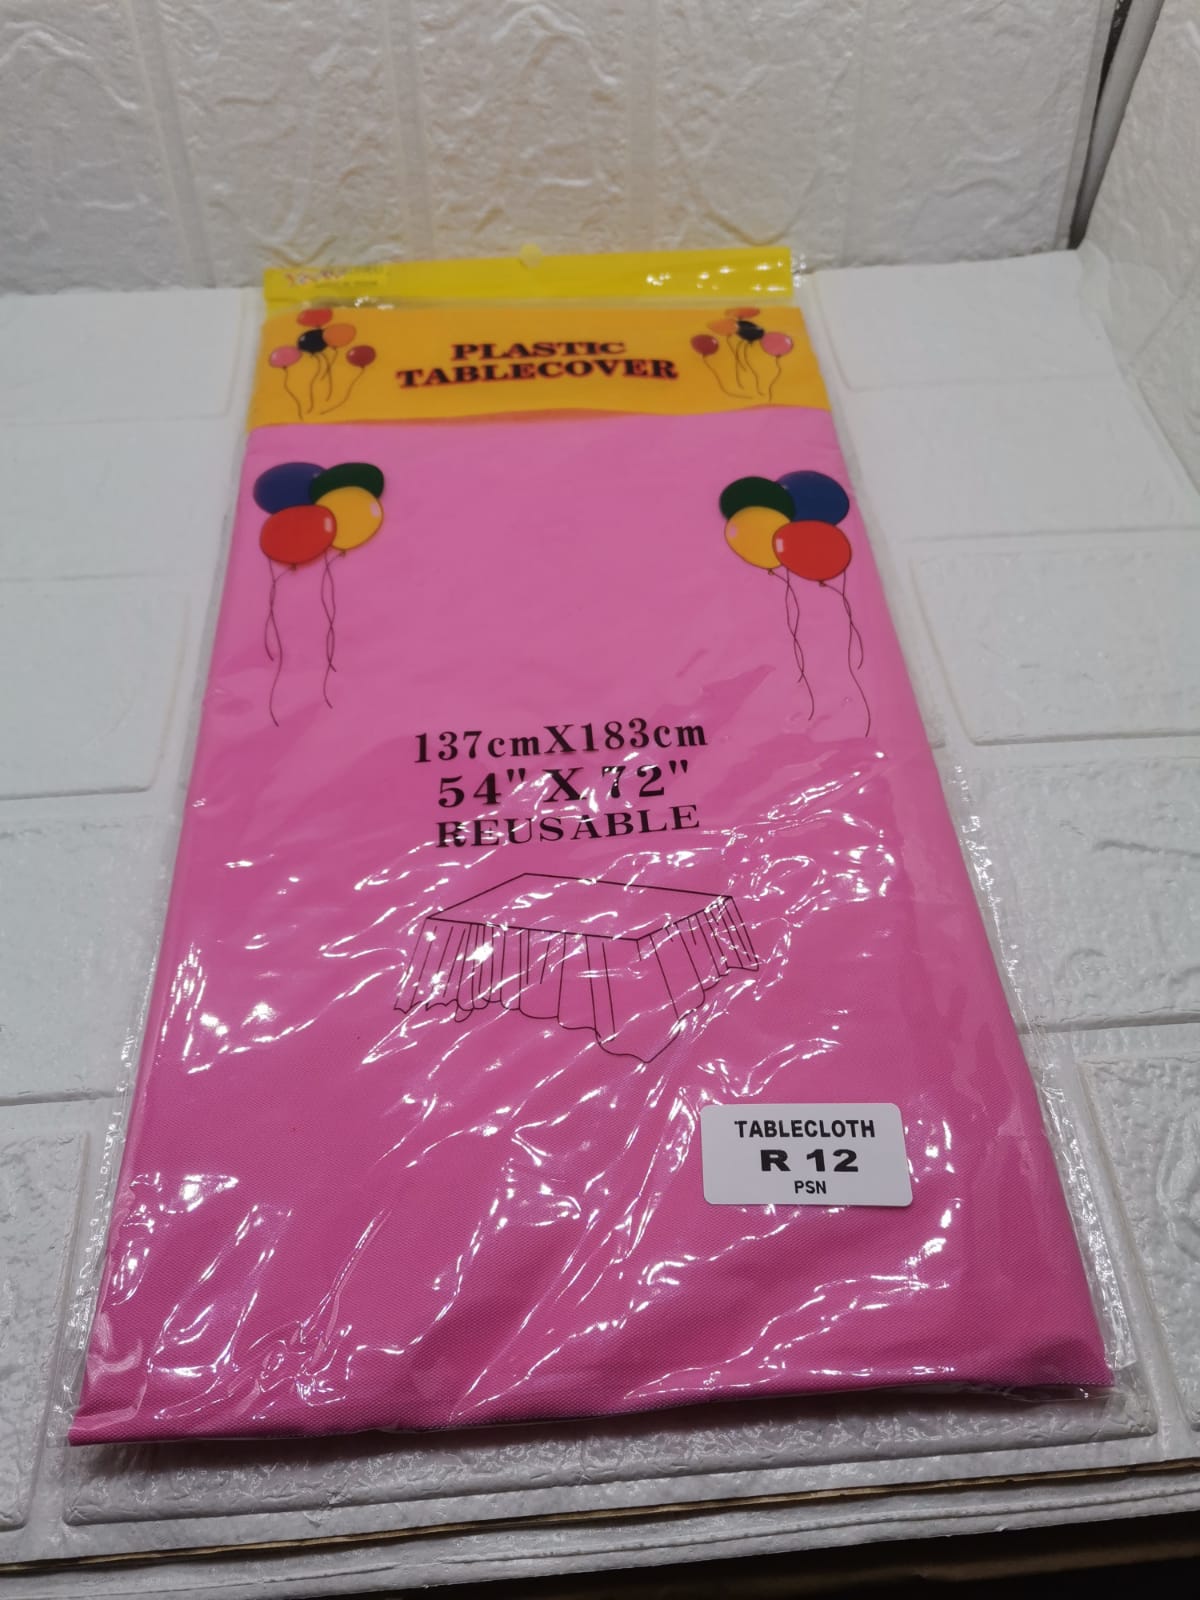 PLASTIC
TABLECOVER
137cmX183cm
54" X 72"
REUSABLE
TABLECLOTH
R 12
PSN